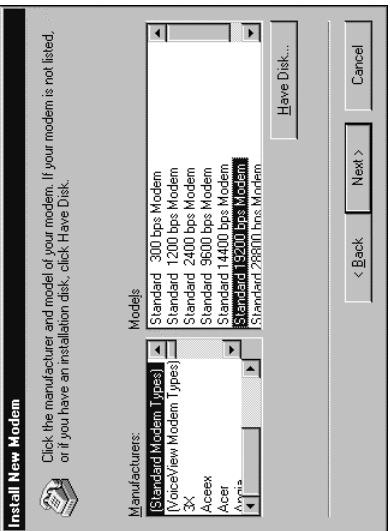 Install New Modem
Click the manufacturer and model of your modem. If your modem is not listed,
or if you have an installation disk, click Have Disk.
Manufacturers:
(Standard Modem Types)
(VoiceView Modem Types)
3X
Aceex
Acer
Angia
Models
Standard 300 bps Modem
Standard 1200 bps Modem
Standard 2400 bps Modem
Standard 9600 bps Modem
Standard 14400 bps Modem
Standard 19200 bps Modem
Standard 28800 bps Modem
Have Disk...
< Back
Next >
Cancel